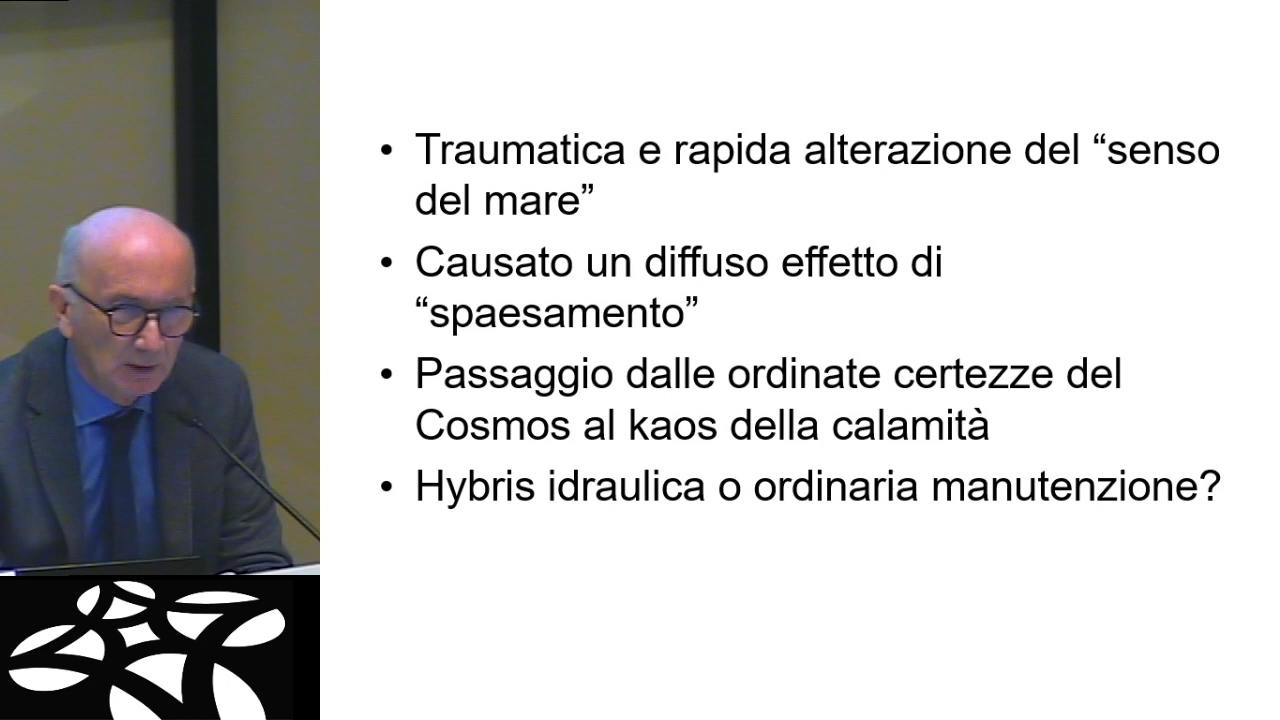 • Traumatica e rapida alterazione del “senso
del mare”
• Causato un diffuso effetto di
“spaesamento”
• Passaggio dalle ordinate certezze del
Cosmos al kaos della calamità
• Hybris idraulica o ordinaria manutenzione?